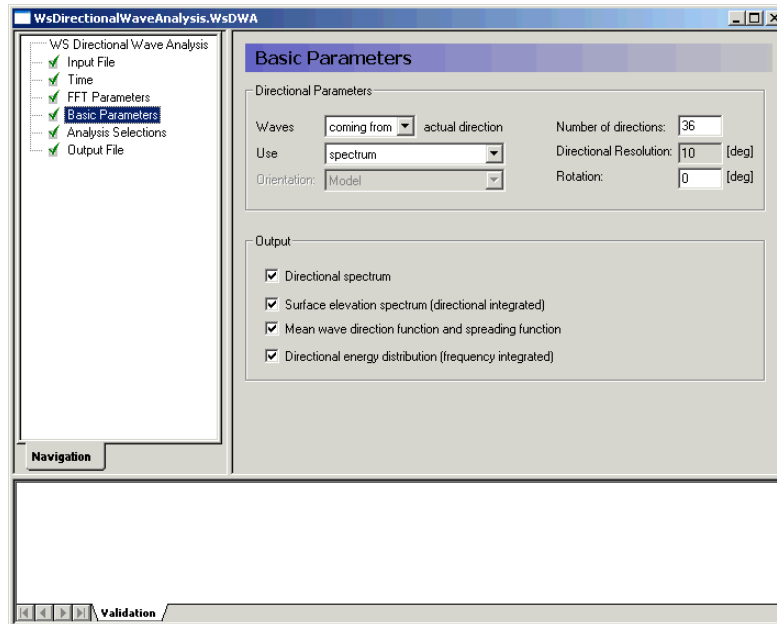 WsDirectionalWaveAnalysis.WsDWA
WS Directional Wave Analysis
Input File
Time
FFT Parameters
Basic Parameters
Analysis Selections
Output File
Navigation
Basic Parameters
Directional Parameters
Waves coming from actual direction
Number of directions: 36
Use spectrum
Directional Resolution: 10 [deg]
Orientation: Model
Rotation: 0 [deg]
Output
Directional spectrum
Surface elevation spectrum (directional integrated)
Mean wave direction function and spreading function
Directional energy distribution (frequency integrated)
Validation